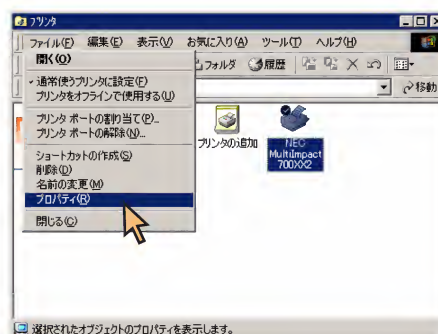 プリンタ
ファイル(F) 編集(E) 表示(V) お気に入り(A) ツール(T) ヘルプ(H)
開く(O)
通常使うプリンタに設定(F)
プリンタをオフラインで使用する(U)
プリンタ ポートの割り当て(P)...
プリンタ ポートの解除(N)...
ショートカットの作成(S)
削除(D)
名前の変更(M)
プロパティ(R)
閉じる(C)
フォルダ 履歴
移動
プリンタの追加
NEC
MultiImpact
700XX2
選択されたオブジェクトのプロパティを表示します。